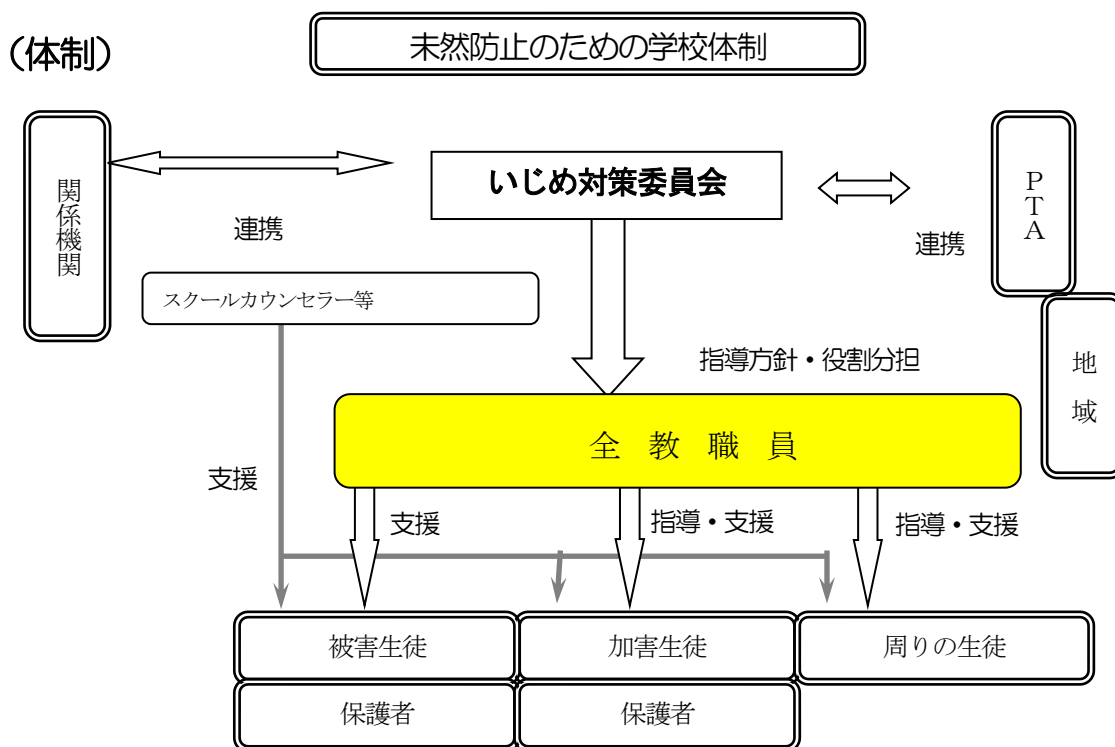 (体制)
未然防止のための学校体制
関係機関
いじめ対策委員会
PTA
連携
連携
スクールカウンセラー等
地域
指導方針・役割分担
全教職員
支援
支援
指導・支援
指導・支援
被害生徒
加害生徒
周りの生徒
保護者
保護者